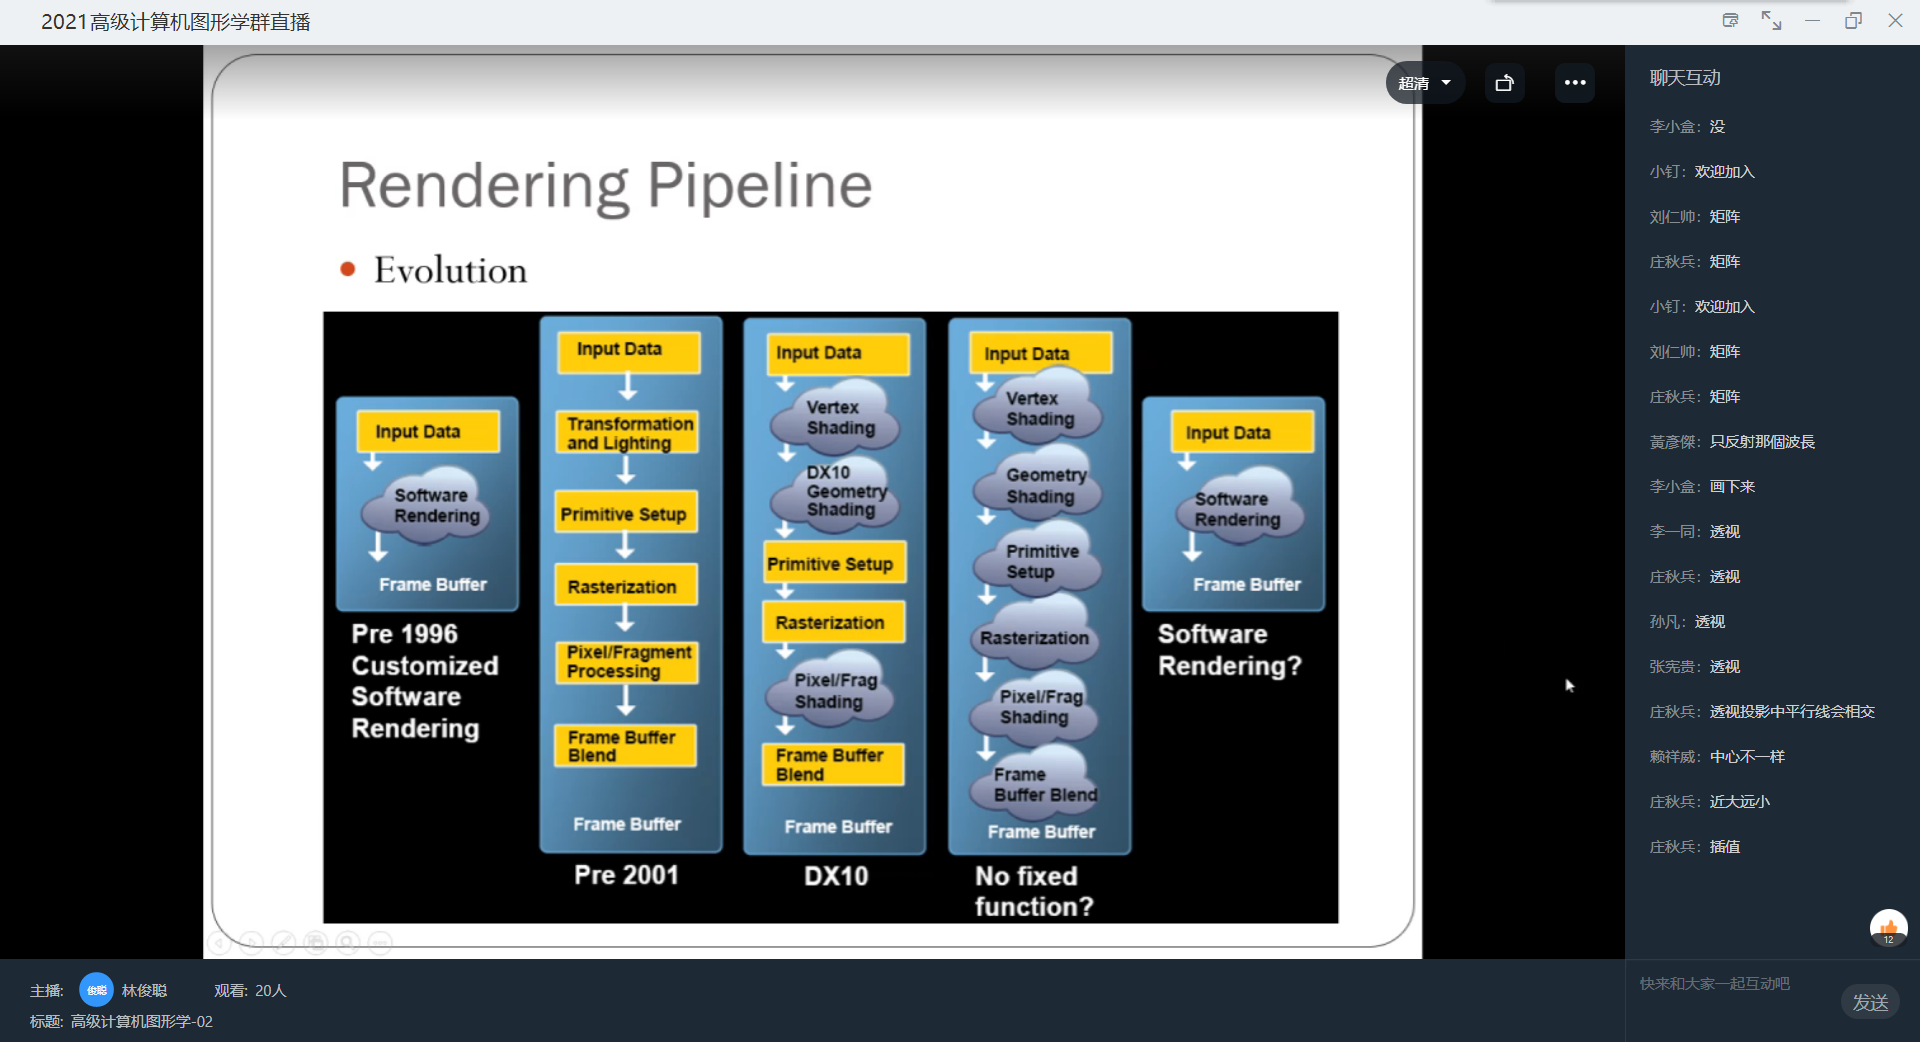 2021高级计算机图形学群直播
超清
Rendering Pipeline
Evolution
Input Data
Software
Rendering
Frame Buffer
Pre 1996
Customized
Software
Rendering
Input Data
Transformation
and Lighting
Primitive Setup
Rasterization
Pixel/Fragment
Processing
Frame Buffer
Blend
Frame Buffer
Pre 2001
Input Data
Vertex
Shading
DX10
Geometry
Shading
Primitive Setup
Rasterization
Pixel/Frag
Shading
Frame Buffer
Blend
Frame Buffer
DX10
Input Data
Vertex
Shading
Geometry
Shading
Primitive
Setup
Rasterization
Pixel/Frag
Shading
Frame
Buffer Blend
Frame Buffer
No fixed
function?
Input Data
Software
Rendering
Frame Buffer
Software
Rendering?
聊天互动
李小盒：没
小钉：欢迎加入
刘仁帅：矩阵
庄秋兵：矩阵
小钉：欢迎加入
刘仁帅：矩阵
庄秋兵：矩阵
黃彥傑：只反射那個波長
李小盒：画下来
李一同：透视
庄秋兵：透视
孙凡：透视
张宪贵：透视
庄秋兵：透视投影中平行线会相交
赖祥威：中心不一样
庄秋兵：近大远小
庄秋兵：插值
12
快来和大家一起互动吧
发送
主播: 俊聪 林俊聪 观看: 20人
标题: 高级计算机图形学-02